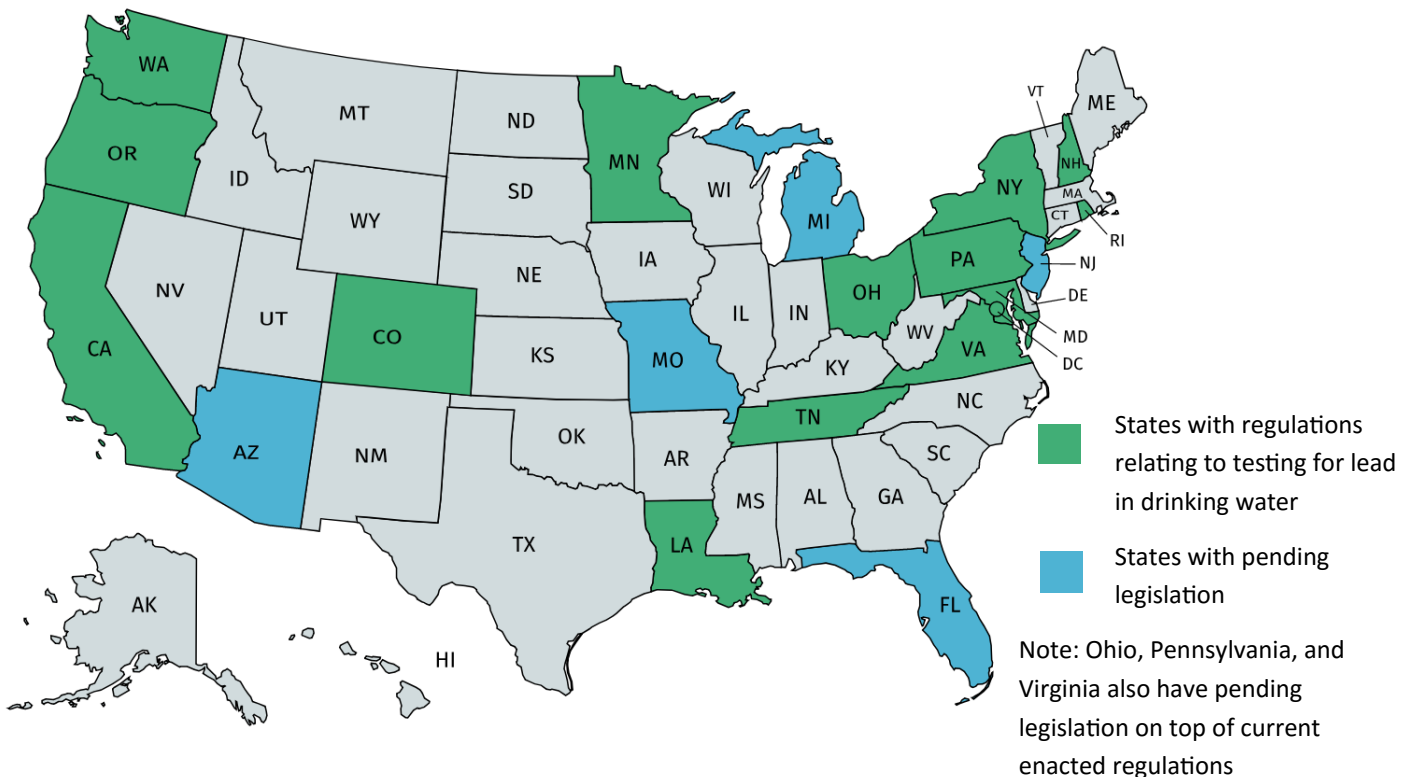 WA
OR
CA
ID
NV
MT
WY
UT
AZ
CO
NM
ND
SD
NE
KS
OK
TX
MN
IA
MO
AR
LA
WI
IL
MI
IN
OH
KY
TN
MS
AL
GA
FL
SC
NC
VA
WV
PA
NY
VT
NH
ME
MA
CT
RI
NJ
DE
MD
DC
AK
HI
States with regulations
relating to testing for lead
in drinking water
States with pending
legislation
Note: Ohio, Pennsylvania, and
Virginia also have pending
legislation on top of current
enacted regulations